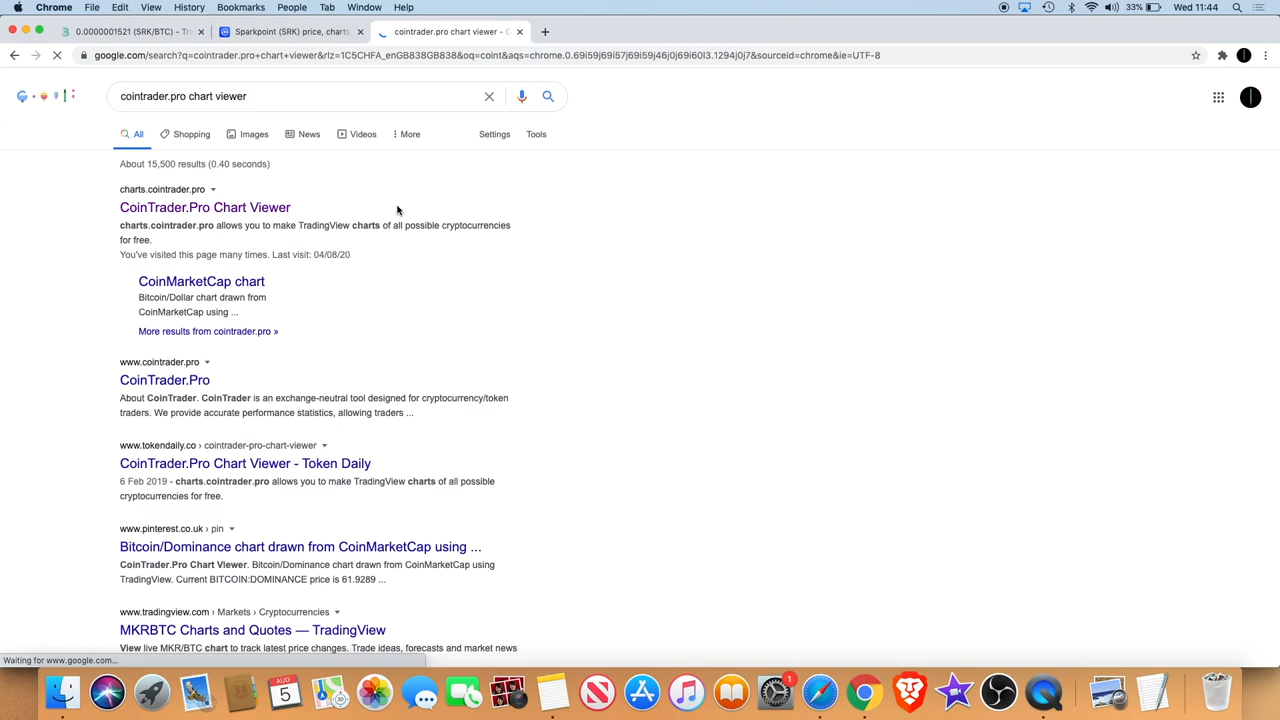 Chrome File Edit View History Bookmarks People Tab Window Help 33% Wed 11:44
0.0000001521 (SRK/BTC) - Tra Sparkpoint (SRK) price, charts, cointrader.pro chart viewer - G
google.com/search?q=cointrader.pro+chart+viewer&rlz=1C5CHFA_enGB838GB838&oq=coint&aqs=chrome.0.69i59j69i57j69i59j46j0j69i60l3.1294j0j7&sourceid=chrome&ie=UTF-8
cointrader.pro chart viewer
All Shopping Images News Videos More Settings Tools
About 15,500 results (0.40 seconds)
charts.cointrader.pro
CoinTrader.Pro Chart Viewer
charts.cointrader.pro allows you to make TradingView charts of all possible cryptocurrencies
for free.
You've visited this page many times. Last visit: 04/08/20
CoinMarketCap chart
Bitcoin/Dollar chart drawn from
CoinMarketCap using ...
More results from cointrader.pro »
www.cointrader.pro
CoinTrader.Pro
About CoinTrader. CoinTrader is an exchange-neutral tool designed for cryptocurrency/token
traders. We provide accurate performance statistics, allowing traders ...
www.tokendaily.co › cointrader-pro-chart-viewer
CoinTrader.Pro Chart Viewer - Token Daily
6 Feb 2019 - charts.cointrader.pro allows you to make TradingView charts of all possible
cryptocurrencies for free.
www.pinterest.co.uk › pin
Bitcoin/Dominance chart drawn from CoinMarketCap using ...
CoinTrader.Pro Chart Viewer. Bitcoin/Dominance chart drawn from CoinMarketCap using
TradingView. Current BITCOIN:DOMINANCE price is 61.9289 ...
www.tradingview.com › Markets › Cryptocurrencies
MKRBTC Charts and Quotes — TradingView
View live MKR/BTC chart to track latest price changes. Trade ideas, forecasts and market news
Waiting for www.google.com...
AUG
5
1